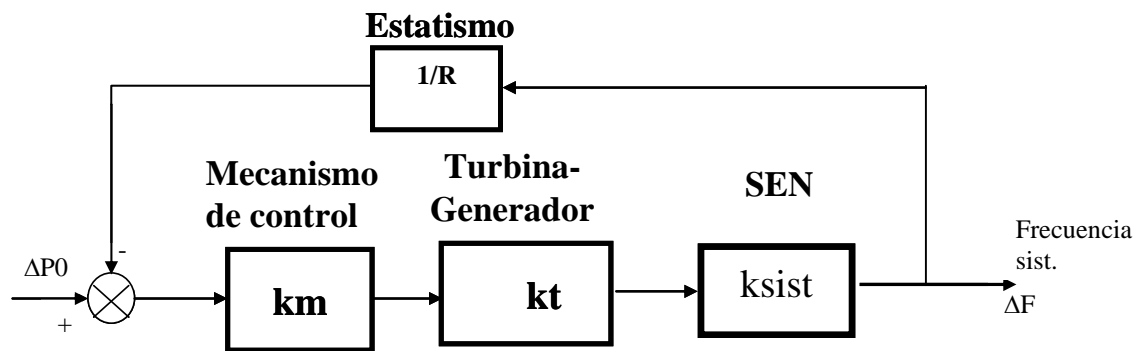 Estatismo
1/R
Mecanismo
de control
Turbina-
Generador
SEN
ΔP0
-
+
km
kt
ksist
Frecuencia
sist.
ΔF